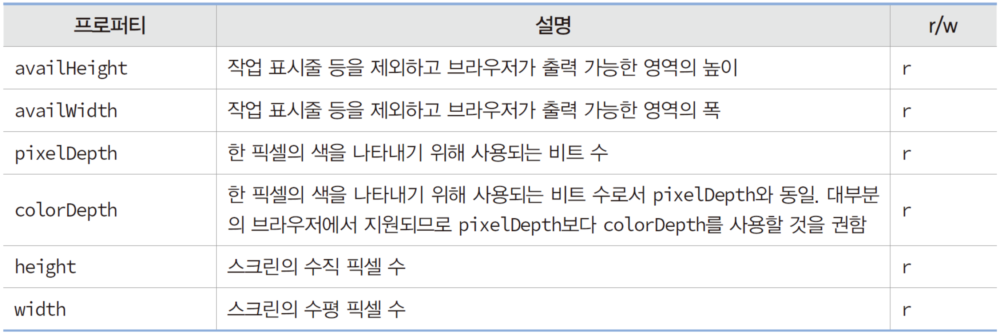 프로퍼티 설명 r/w
availHeight 작업 표시줄 등을 제외하고 브라우저가 출력 가능한 영역의 높이 r
availWidth 작업 표시줄 등을 제외하고 브라우저가 출력 가능한 영역의 폭 r
pixelDepth 한 픽셀의 색을 나타내기 위해 사용되는 비트 수 r
colorDepth 한 픽셀의 색을 나타내기 위해 사용되는 비트 수로서 pixelDepth와 동일. 대부분
의 브라우저에서 지원되므로 pixelDepth보다 colorDepth를 사용할 것을 권함 r
height 스크린의 수직 픽셀 수 r
width 스크린의 수평 픽셀 수 r